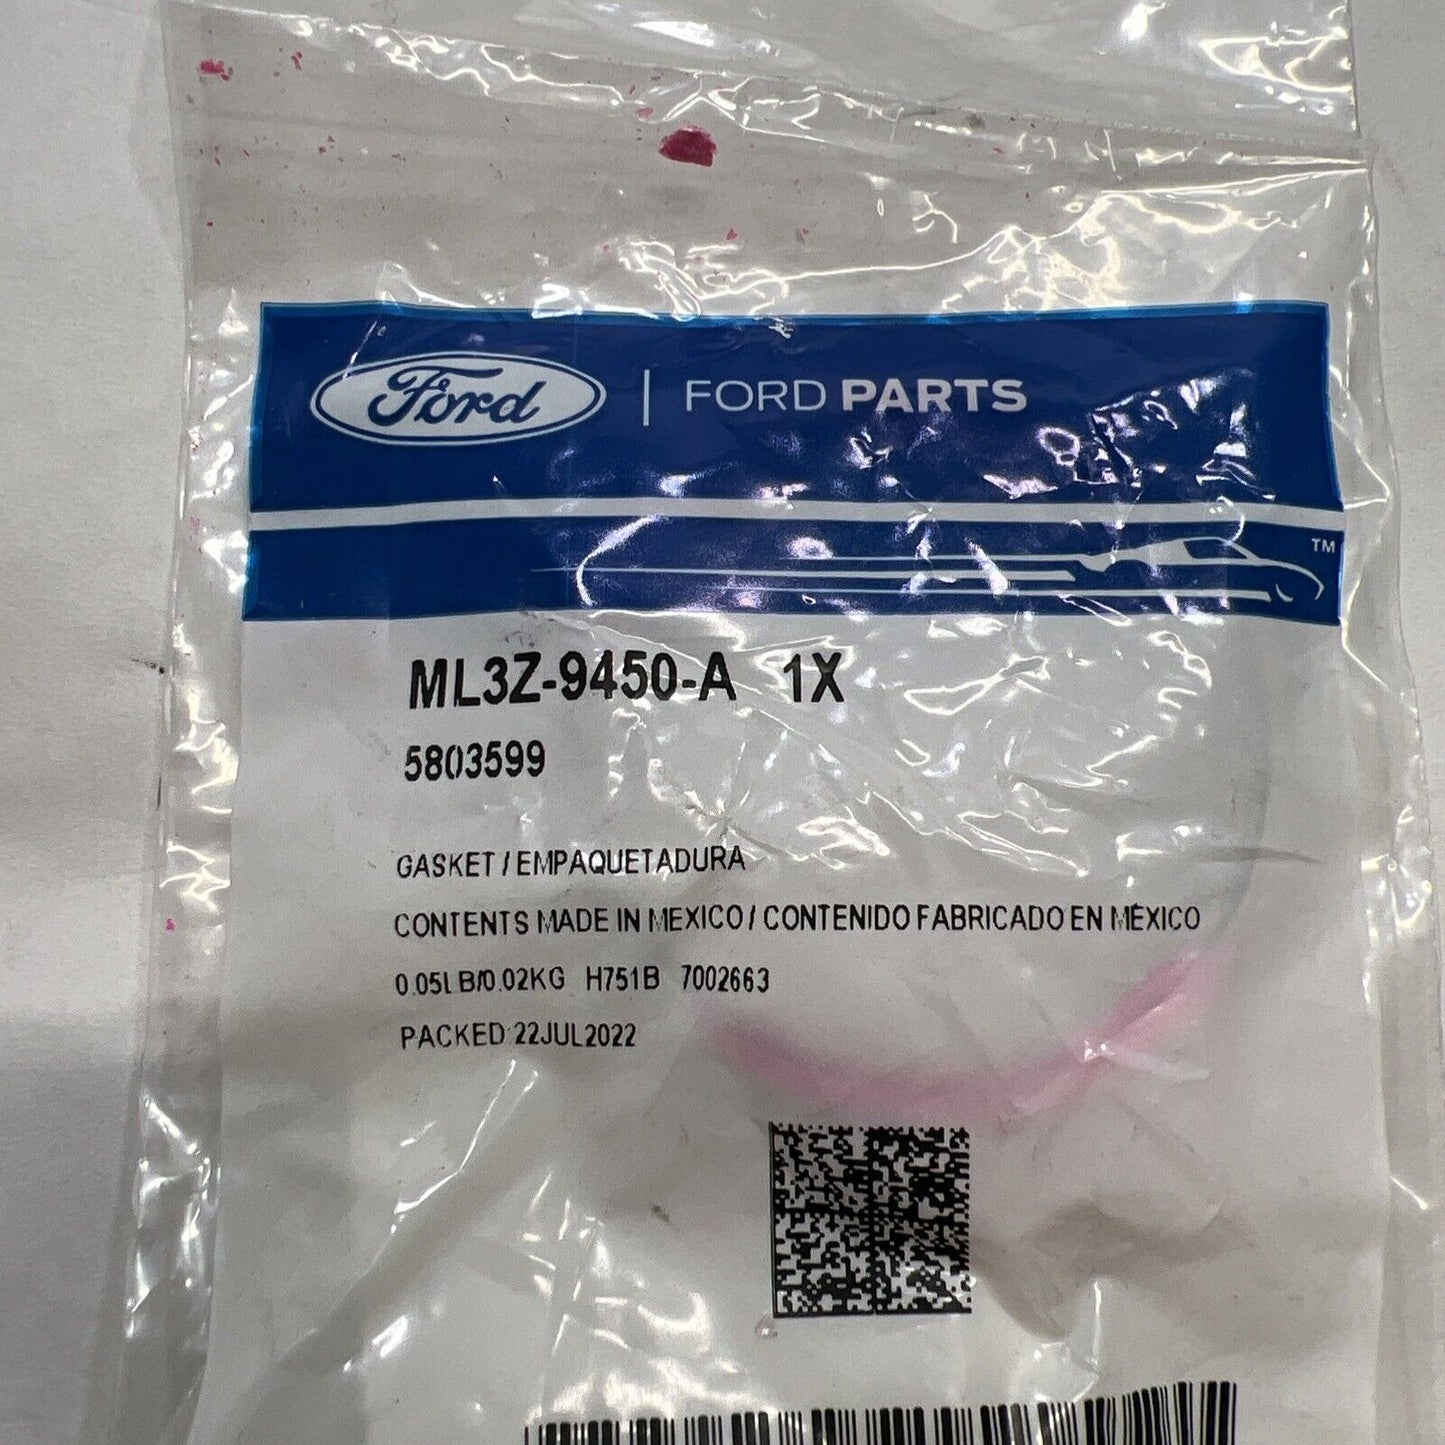 Ford | FORD PARTS
TM
ML3Z-9450-A 1X
5803599
GASKET / EMPAQUETADURA
CONTENTS MADE IN MEXICO / CONTENIDO FABRICADO EN MÉXICO
0.05LB/0.02KG H751B 7002663
PACKED 22JUL2022